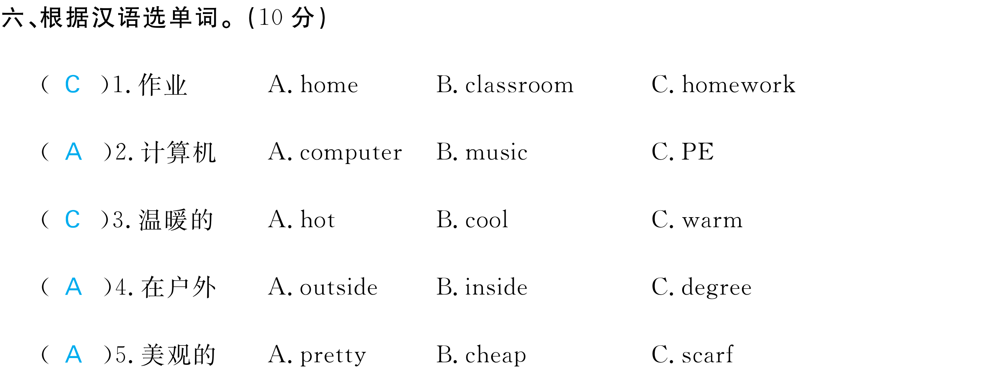 六、根据汉语选单词。(10 分)
( C )1. 作业 A. home B. classroom C. homework
( A )2. 计算机 A. computer B. music C. PE
( C )3. 温暖的 A. hot B. cool C. warm
( A )4. 在户外 A. outside B. inside C. degree
( A )5. 美观的 A. pretty B. cheap C. scarf